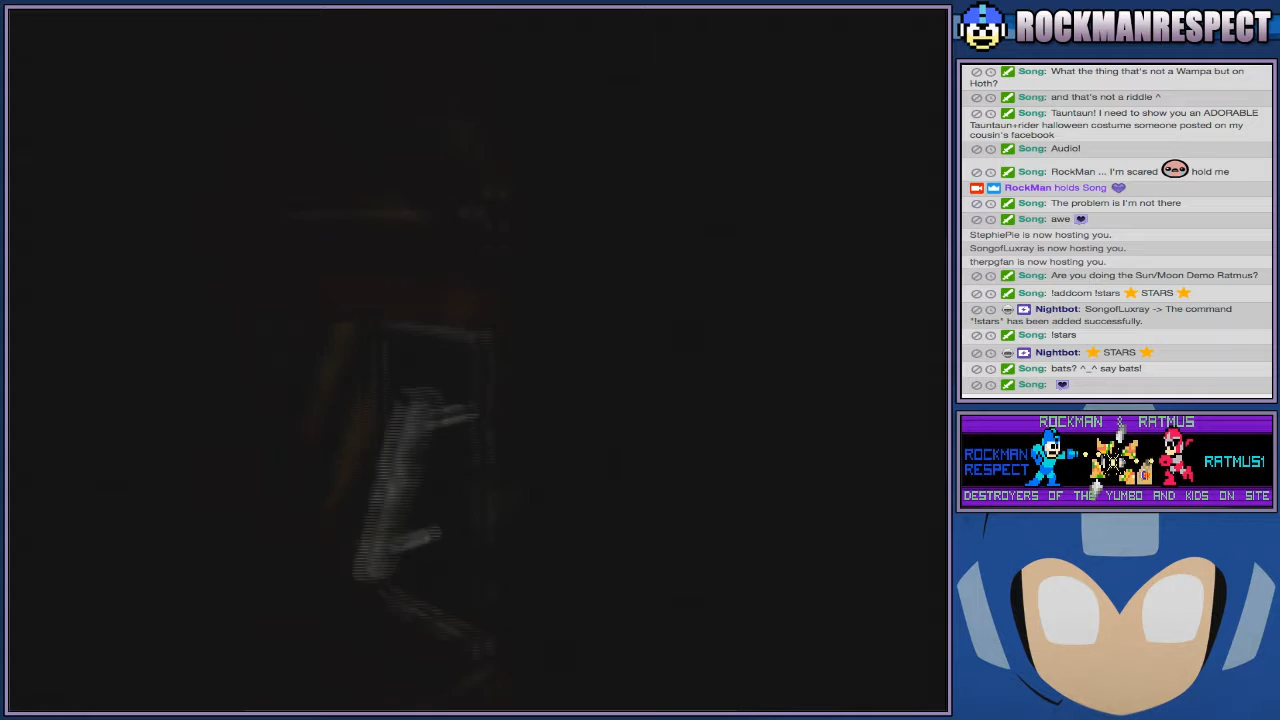 ROCKMANRESPECT
Song: What the thing that's not a Wampa but on
Hoth?
Song: and that's not a riddle ^
Song: Tauntaun! I need to show you an ADORABLE
Tauntaun+rider halloween costume someone posted on my
cousin's facebook
Song: Audio!
Song: RockMan ... I'm scared hold me
RockMan holds Song
Song: The problem is I'm not there
Song: awe
StephiePie is now hosting you.
SongofLuxray is now hosting you.
therpgfan is now hosting you.
Song: Are you doing the Sun/Moon Demo Ratmus?
Song: !addcom !stars STARS
Nightbot: SongofLuxray -> The command
"!stars" has been added successfully.
Song: !stars
Nightbot: STARS
Song: bats? ^_^ say bats!
Song:
ROCKMAN & RATMUS
ROCKMAN
RESPECT
RATMUS!
DESTROYERS OF THE YUMBO AND KIDS ON SITE